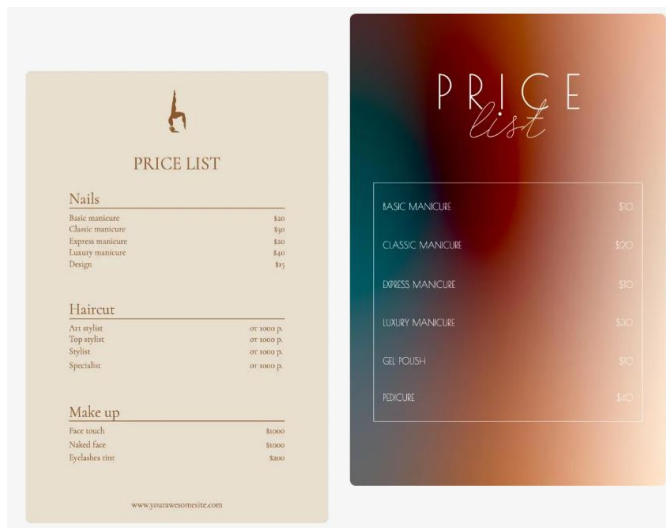 PRICE LIST
Nails
Basic manicure $20
Classic manicure $30
Express manicure $20
Luxury manicure $40
Design $15
Haircut
Art stylist от 1000 р.
Top stylist от 1000 р.
Stylist от 1000 р.
Specialist от 1000 р.
Make up
Face touch $1000
Naked face $1000
Eyelashes tint $200
www.yourawesomesite.com
PRICE
list
BASIC MANICURE $10
CLASSIC MANICURE $20
EXPRESS MANICURE $10
LUXURY MANICURE
GEL POLISH $10
PEDICURE $40